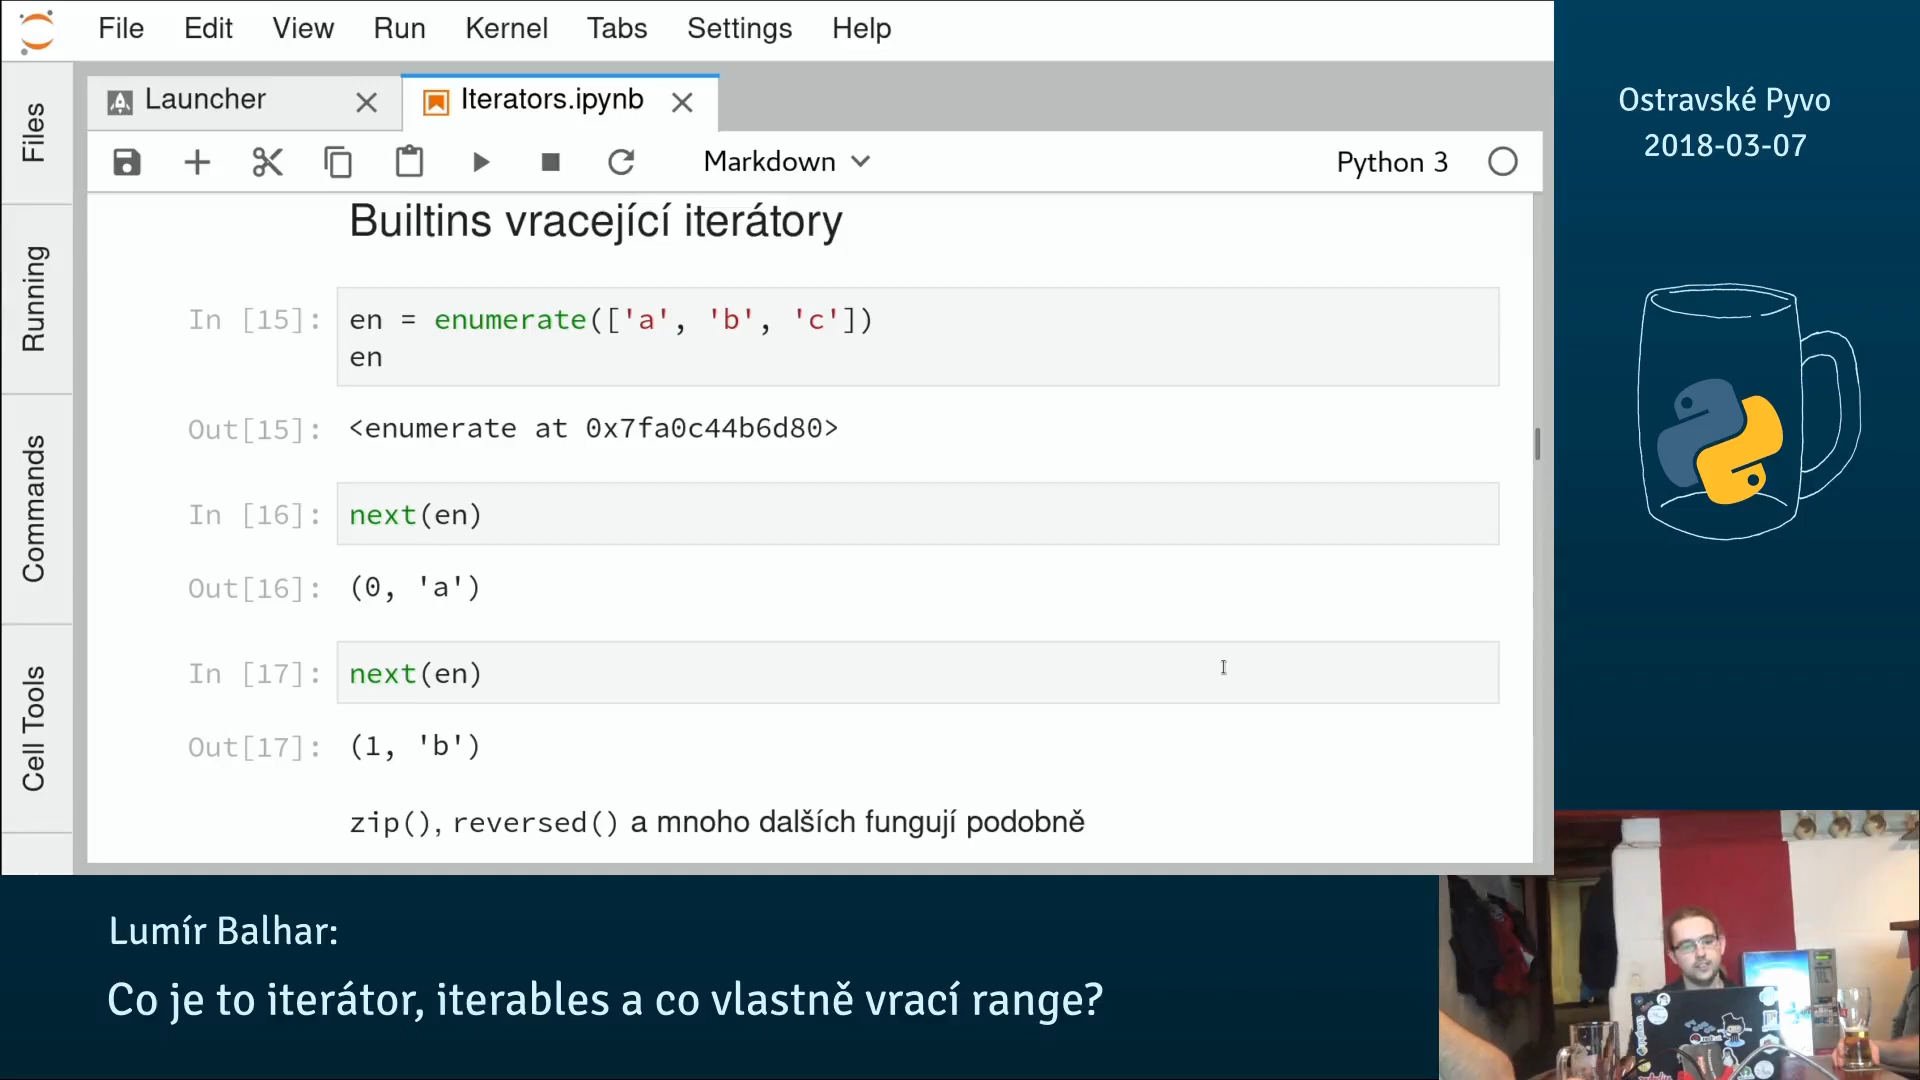 File Edit View Run Kernel Tabs Settings Help
Launcher Iterators.ipynb
Markdown Python 3
Files
Running
Commands
Cell Tools
Builtins vracející iterátory
In [15]: en = enumerate(['a', 'b', 'c'])
en
Out[15]: <enumerate at 0x7fa0c44b6d80>
In [16]: next(en)
Out[16]: (0, 'a')
In [17]: next(en)
Out[17]: (1, 'b')
zip(), reversed() a mnoho dalších fungují podobně
Ostravské Pyvo
2018-03-07
Lumír Balhar:
Co je to iterátor, iterables a co vlastně vrací range?